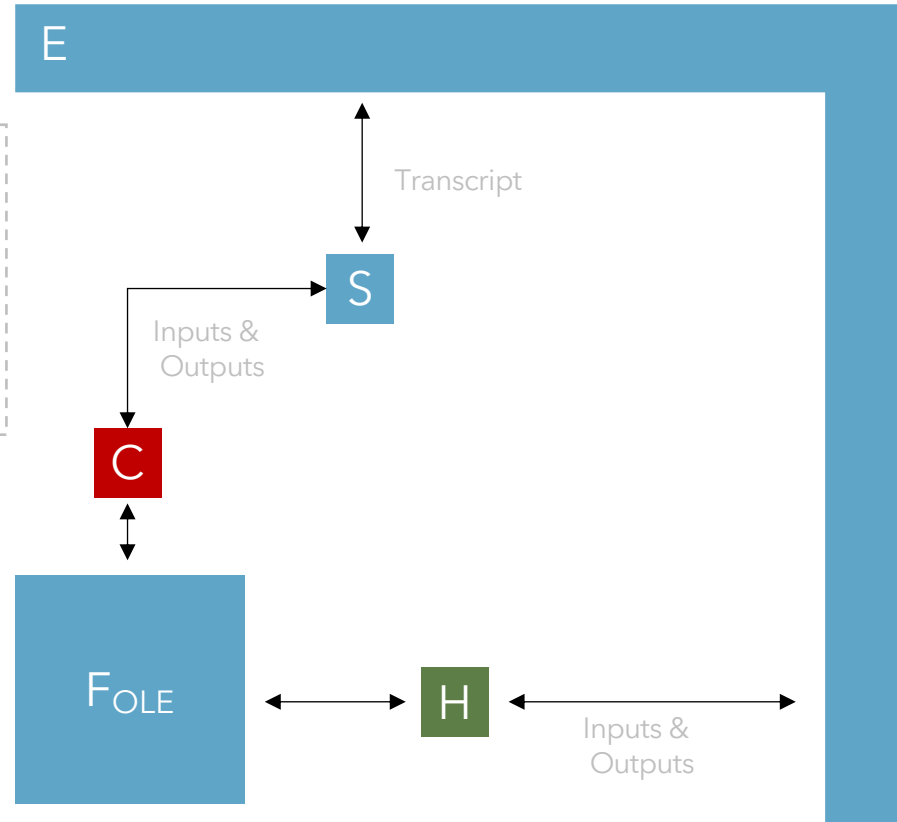 E
Transcript
S
Inputs &
Outputs
C
FOLE
H
Inputs &
Outputs